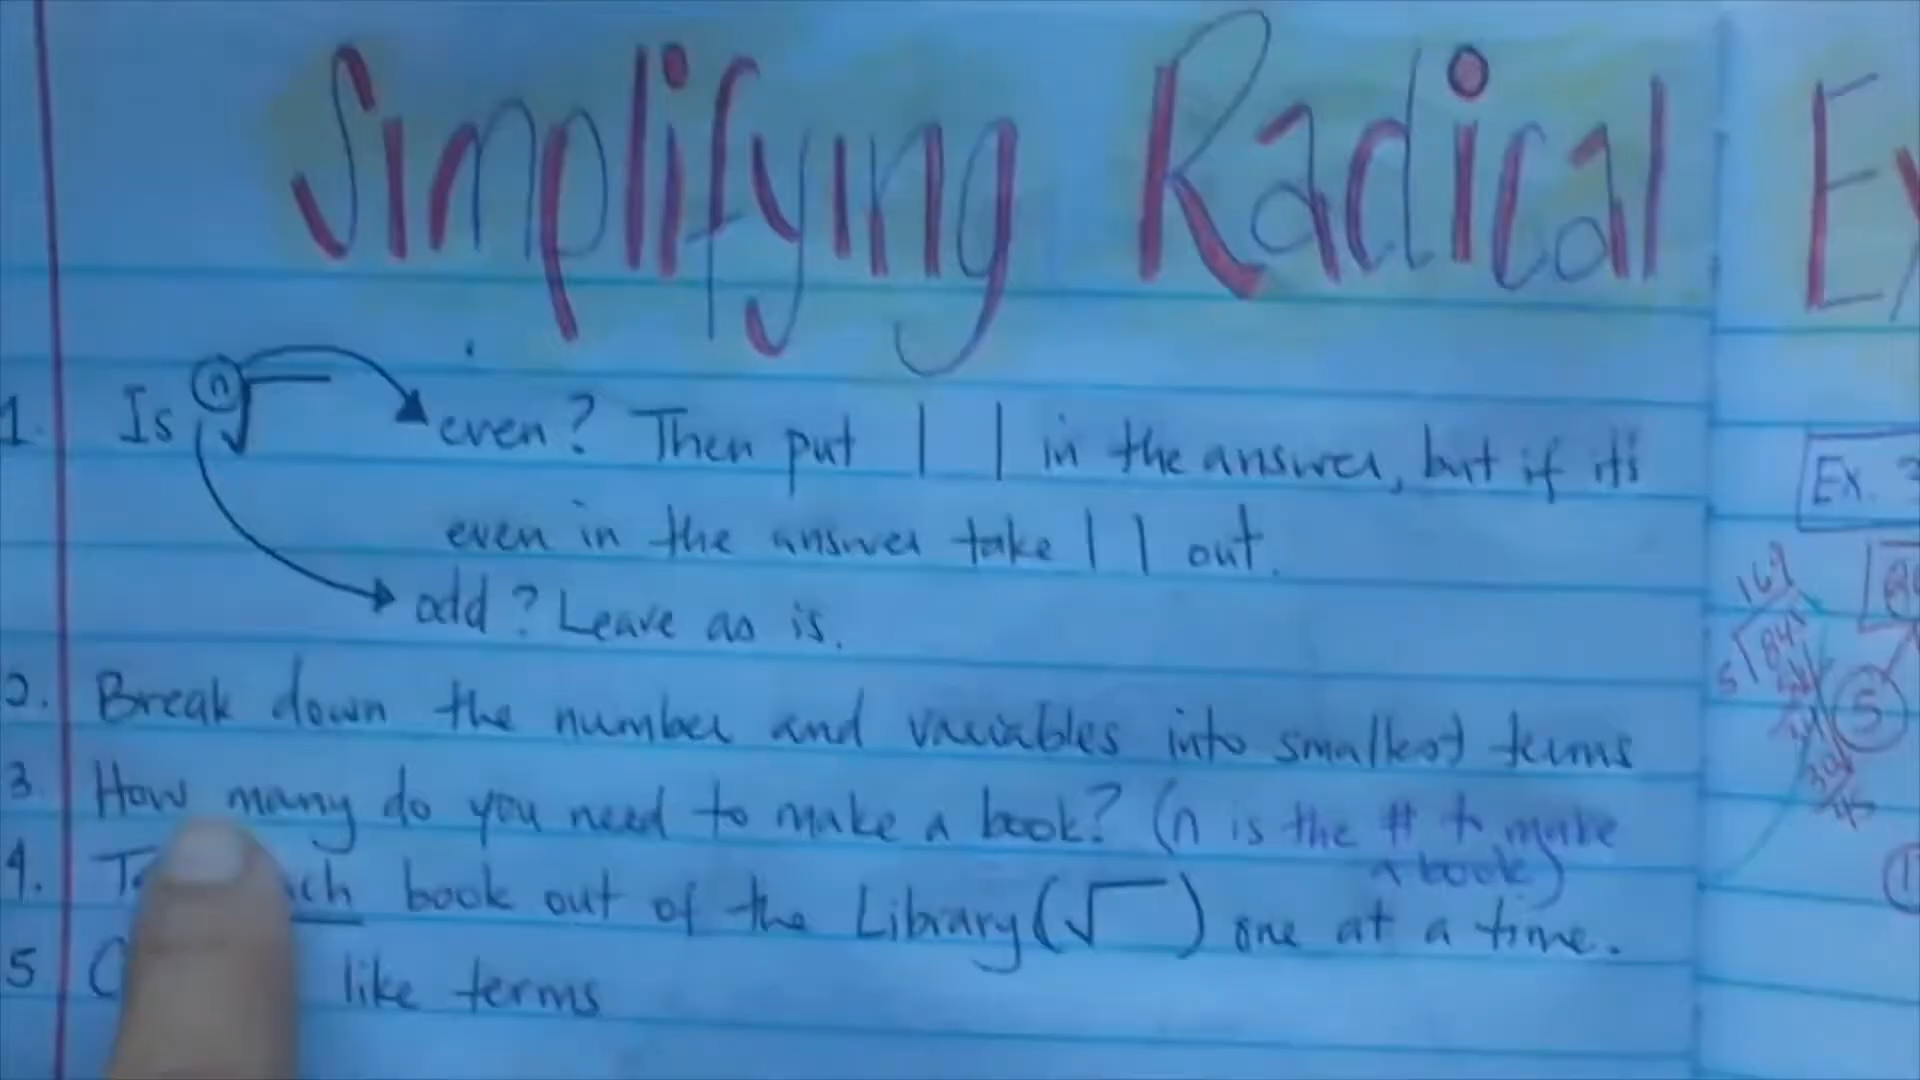 Simplifying Radical
1. Is n√ even? Then put | | in the answer, but if it's
even in the answer take | | out.
odd? Leave as is.
2. Break down the number and variables into smallest terms
3. How many do you need to make a book? (n is the # to make
a book)
4. book out of the Library (√ ) one at a time.
5 like terms
Ex. 3
5